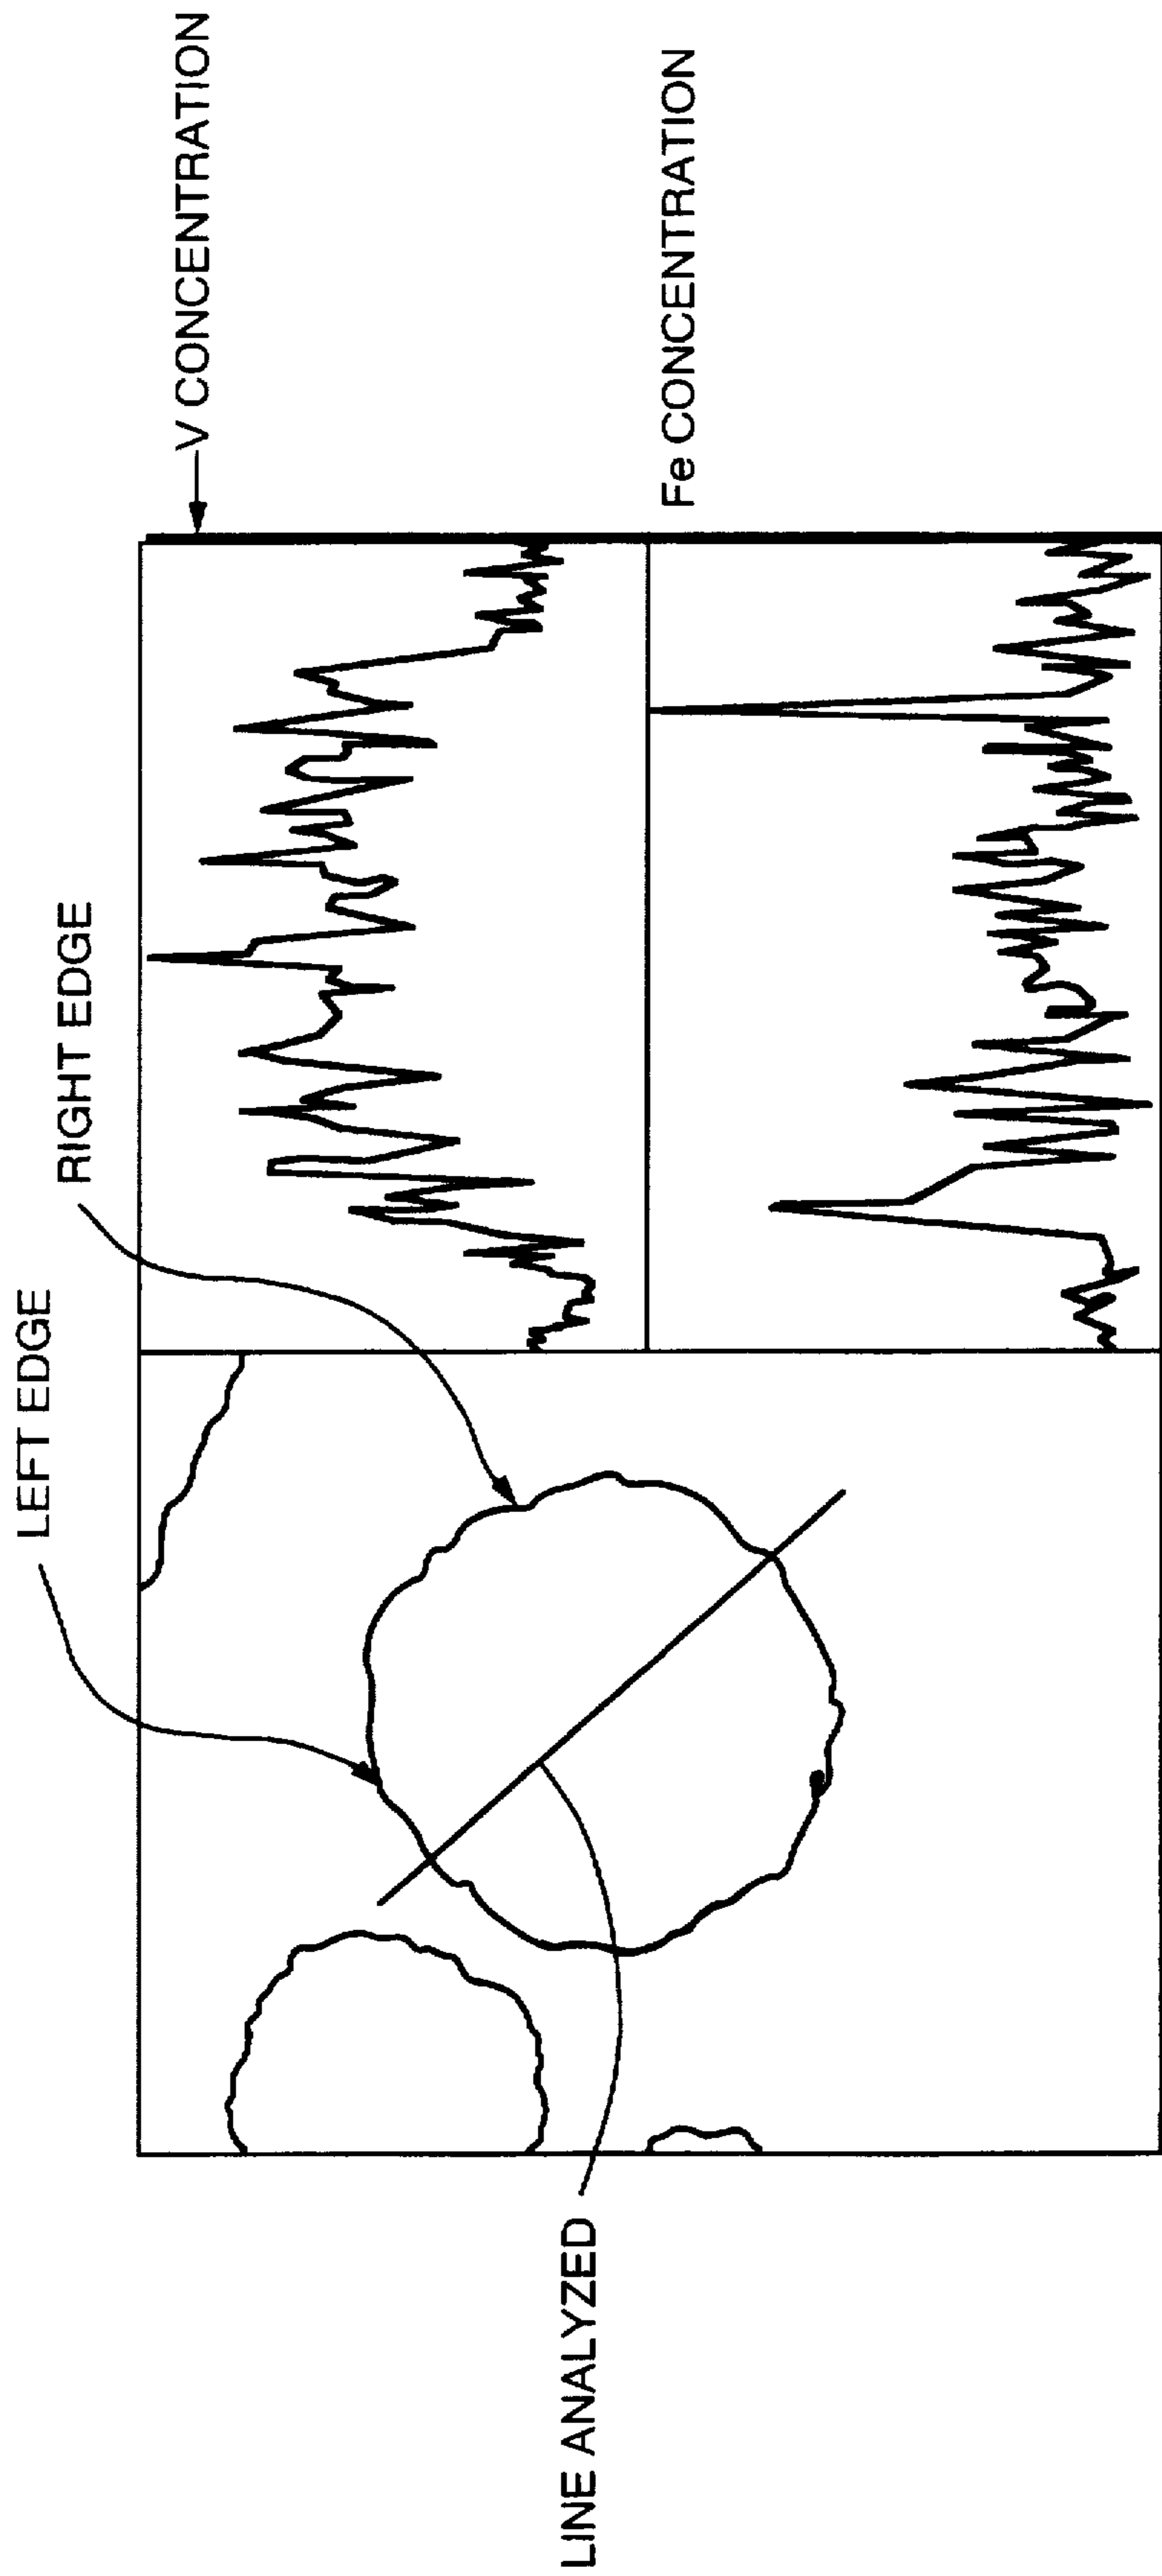 LEFT EDGE
RIGHT EDGE
V CONCENTRATION
LINE ANALYZED
Fe CONCENTRATION